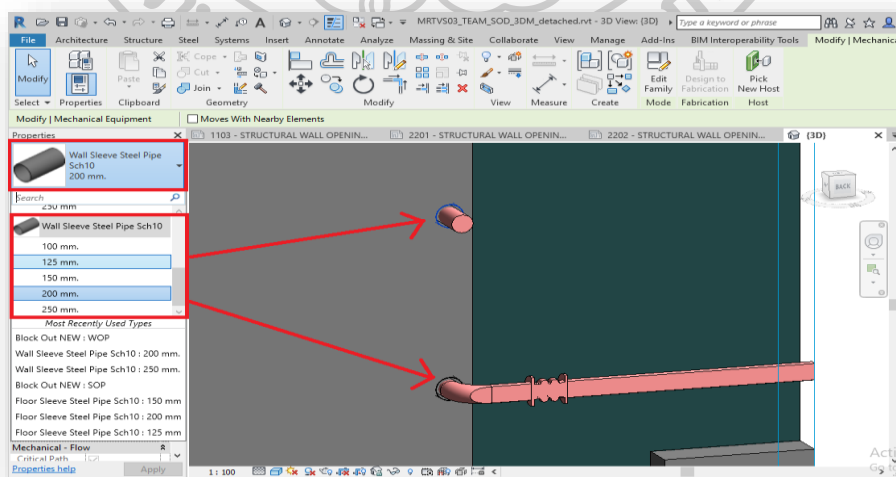 MRTVS03_TEAM_SOD_3DM_detached.rvt - 3D View: {3D}
Type a keyword or phrase
File Architecture Structure Steel Systems Insert Annotate Analyze Massing & Site Collaborate View Manage Add-Ins BIM Interoperability Tools Modify | Mechanica
Modify
Paste
Cope
Cut
Join
Edit Family
Design to Fabrication
Pick New Host
Select Properties Clipboard Geometry Modify View Measure Create Mode Fabrication Host
Modify | Mechanical Equipment Moves With Nearby Elements
Properties
1103 - STRUCTURAL WALL OPENIN...
2201 - STRUCTURAL WALL OPENIN...
2202 - STRUCTURAL WALL OPENIN...
{3D}
Wall Sleeve Steel Pipe
Sch10
200 mm.
Search
250 mm
Wall Sleeve Steel Pipe Sch10
100 mm.
125 mm.
150 mm.
200 mm.
250 mm.
Most Recently Used Types
Block Out NEW : WOP
Wall Sleeve Steel Pipe Sch10 : 200 mm.
Wall Sleeve Steel Pipe Sch10 : 250 mm.
Block Out NEW : SOP
Floor Sleeve Steel Pipe Sch10 : 150 mm
Floor Sleeve Steel Pipe Sch10 : 200 mm
Floor Sleeve Steel Pipe Sch10 : 125 mm
Mechanical - Flow
Critical Path
Properties help
Apply
1 : 100
BACK
Acti
Go to